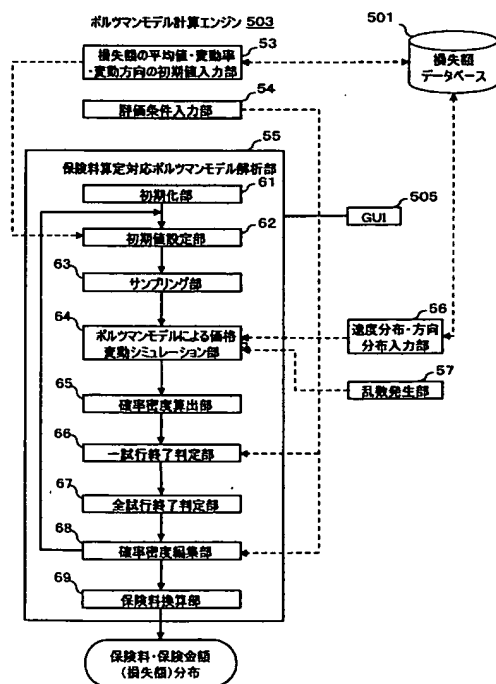 ボルツマンモデル計算エンジン 503
53
損失額の平均値・変動率
・変動方向の初期値入力部
501
損失額
データベース
54
評価条件入力部
55
保険料算定対応ボルツマンモデル解析部
61
初期化部
62
初期値設定部
505
GUI
63
サンプリング部
64
ボルツマンモデルによる価格
変動シミュレーション部
56
速度分布・方向
分布入力部
57
乱数発生部
65
確率密度算出部
66
一試行終了判定部
67
全試行終了判定部
68
確率密度編集部
69
保険料換算部
保険料・保険金額
(損失額)分布